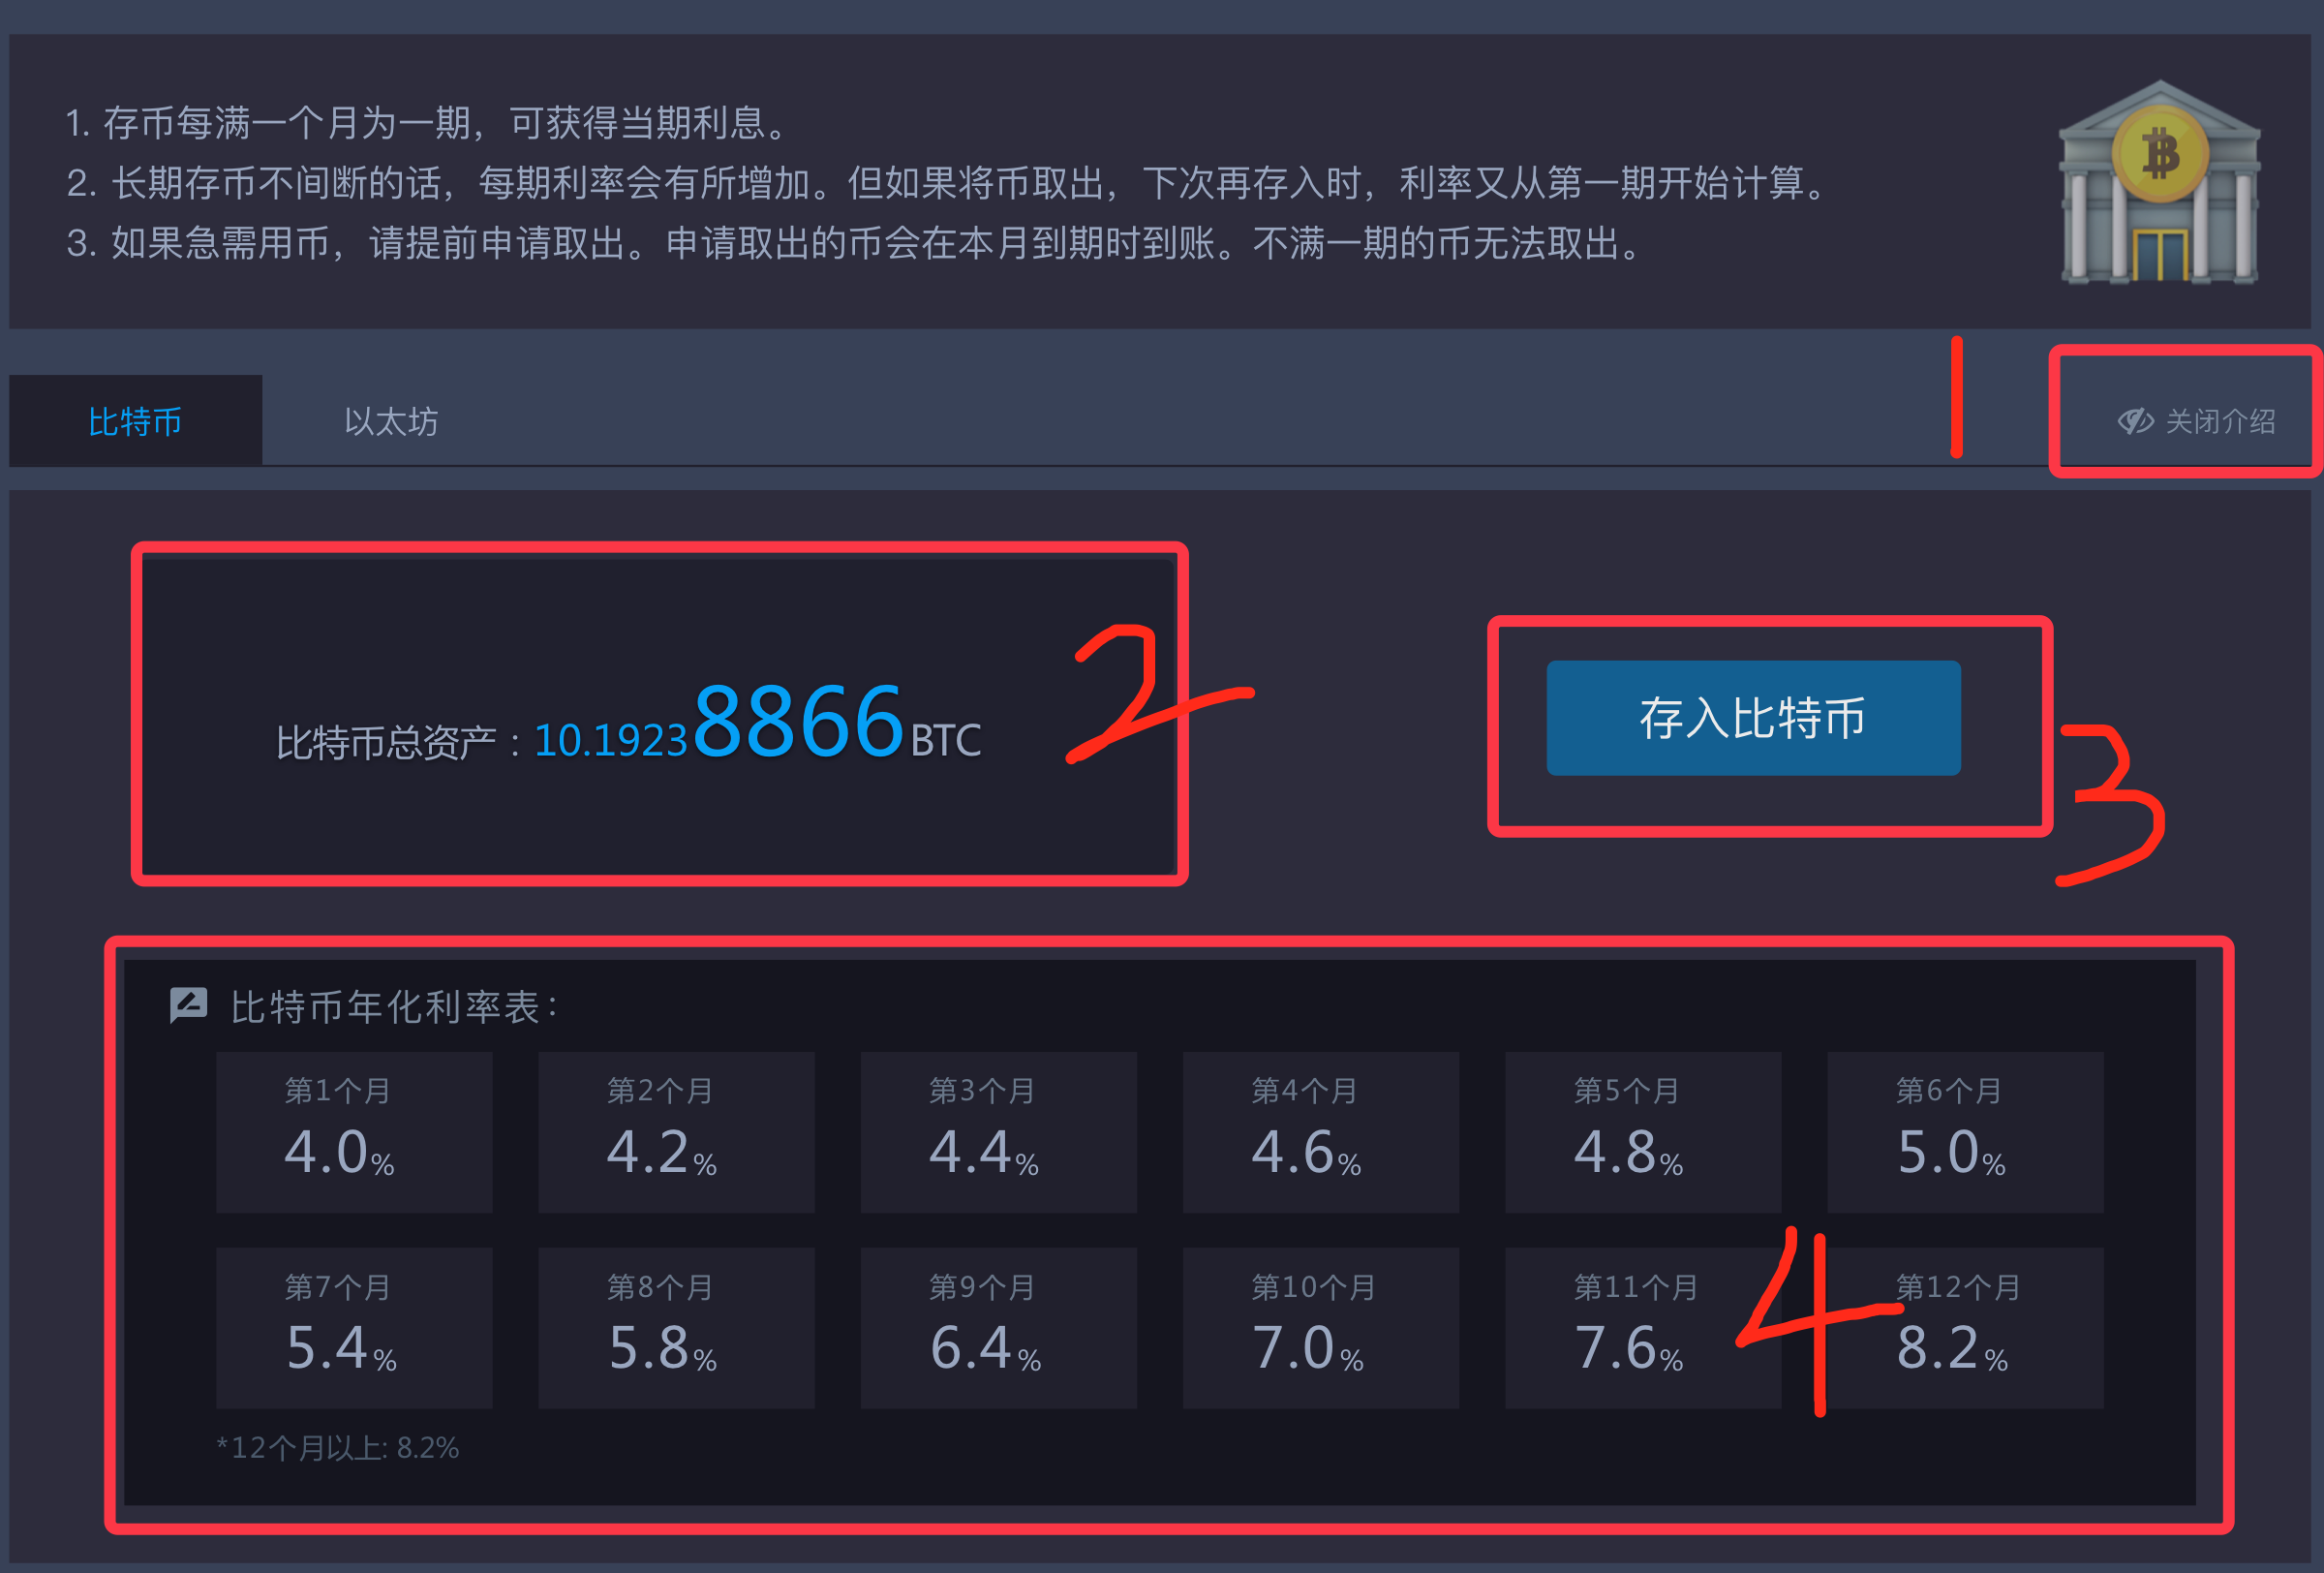 1. 存币每满一个月为一期，可获得当期利息。
2. 长期存币不间断的话，每期利率会有所增加。但如果将币取出，下次再存入时，利率又从第一期开始计算。
3. 如果急需用币，请提前申请取出。申请取出的币会在本月到期时到账。不满一期的币无法取出。
比特币 以太坊 1 关闭介绍
比特币总资产：10.19238866BTC 2
存入比特币 3
比特币年化利率表：
第1个月 第2个月 第3个月 第4个月 第5个月 第6个月
4.0% 4.2% 4.4% 4.6% 4.8% 5.0%
第7个月 第8个月 第9个月 第10个月 第11个月 第12个月
5.4% 5.8% 6.4% 7.0% 7.6% 4 8.2%
*12个月以上: 8.2%